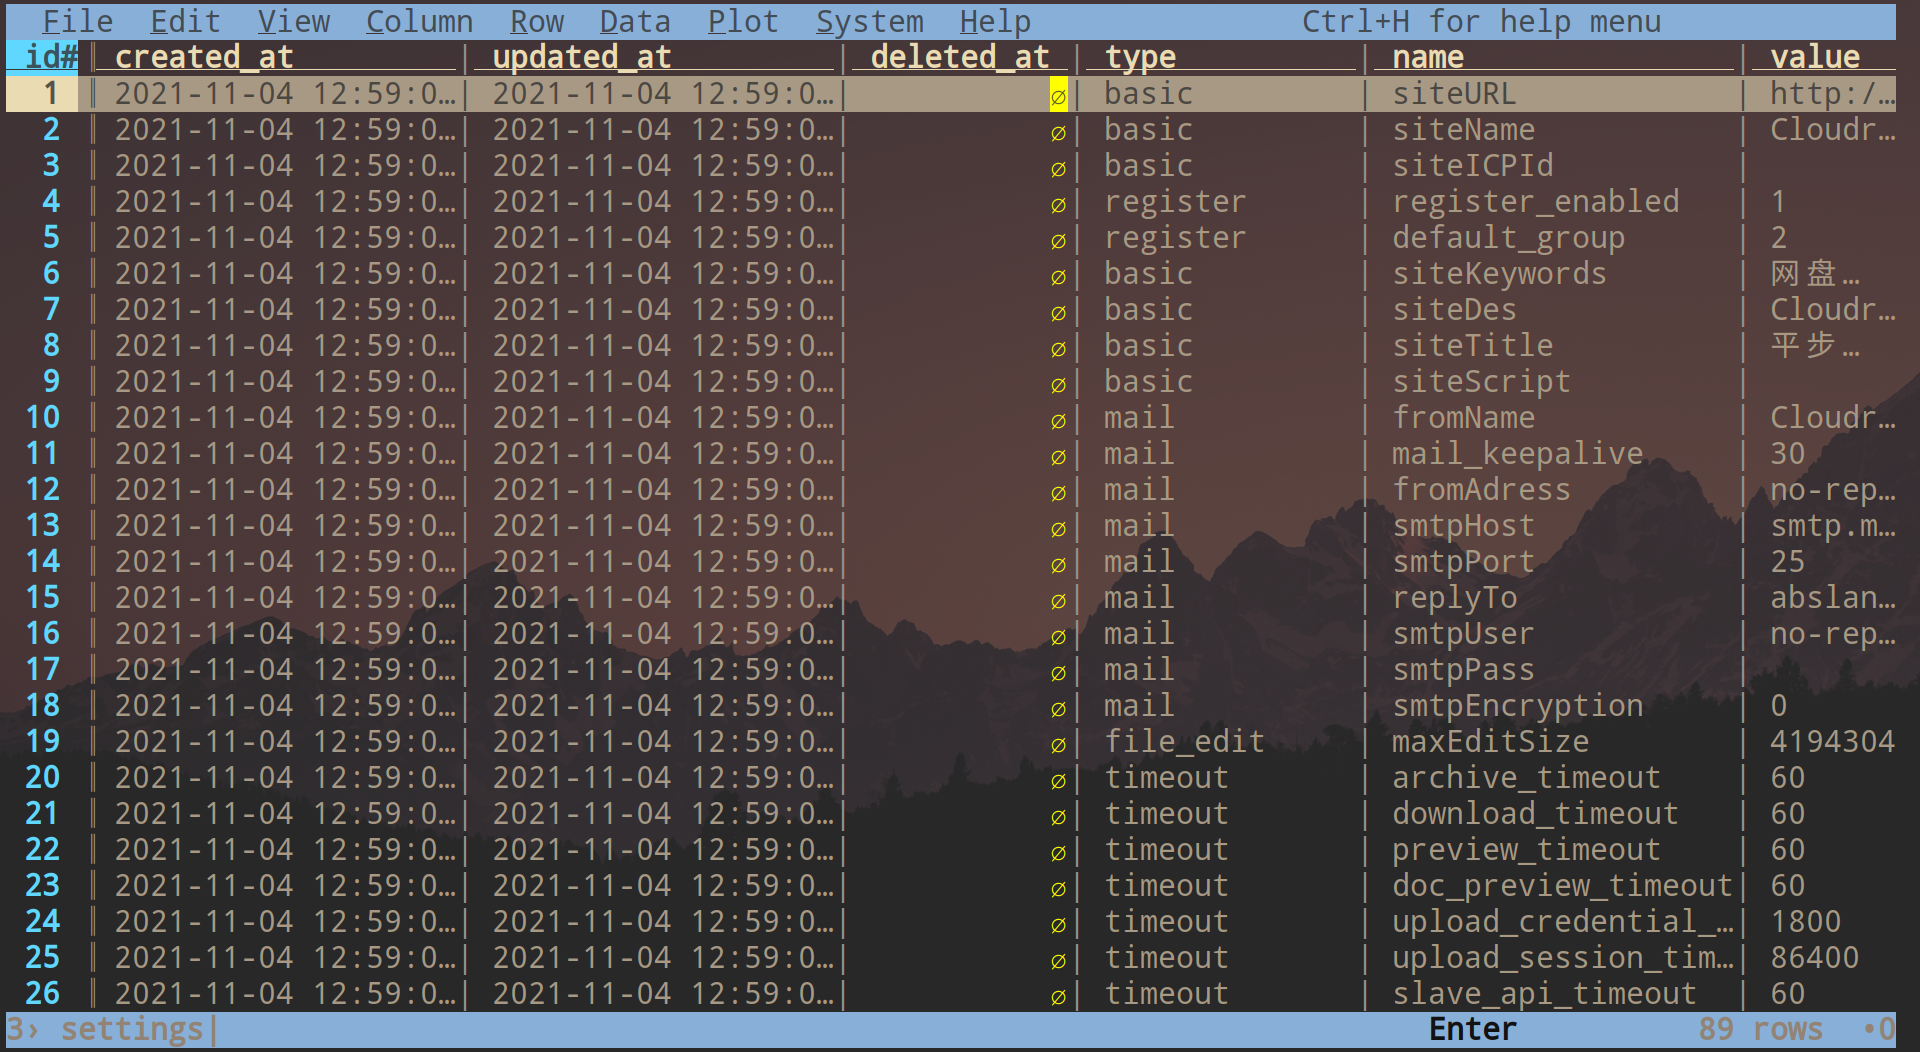 File Edit View Column Row Data Plot System Help Ctrl+H for help menu
id#║ created_at | updated_at | deleted_at | type | name | value
1 ║ 2021-11-04 12:59:0…| 2021-11-04 12:59:0…| ∅| basic | siteURL | http:/…
2 ║ 2021-11-04 12:59:0…| 2021-11-04 12:59:0…| ∅| basic | siteName | Cloudr…
3 ║ 2021-11-04 12:59:0…| 2021-11-04 12:59:0…| ∅| basic | siteICPId |
4 ║ 2021-11-04 12:59:0…| 2021-11-04 12:59:0…| ∅| register | register_enabled | 1
5 ║ 2021-11-04 12:59:0…| 2021-11-04 12:59:0…| ∅| register | default_group | 2
6 ║ 2021-11-04 12:59:0…| 2021-11-04 12:59:0…| ∅| basic | siteKeywords | 网盘…
7 ║ 2021-11-04 12:59:0…| 2021-11-04 12:59:0…| ∅| basic | siteDes | Cloudr…
8 ║ 2021-11-04 12:59:0…| 2021-11-04 12:59:0…| ∅| basic | siteTitle | 平步…
9 ║ 2021-11-04 12:59:0…| 2021-11-04 12:59:0…| ∅| basic | siteScript |
10 ║ 2021-11-04 12:59:0…| 2021-11-04 12:59:0…| ∅| mail | fromName | Cloudr…
11 ║ 2021-11-04 12:59:0…| 2021-11-04 12:59:0…| ∅| mail | mail_keepalive | 30
12 ║ 2021-11-04 12:59:0…| 2021-11-04 12:59:0…| ∅| mail | fromAdress | no-rep…
13 ║ 2021-11-04 12:59:0…| 2021-11-04 12:59:0…| ∅| mail | smtpHost | smtp.m…
14 ║ 2021-11-04 12:59:0…| 2021-11-04 12:59:0…| ∅| mail | smtpPort | 25
15 ║ 2021-11-04 12:59:0…| 2021-11-04 12:59:0…| ∅| mail | replyTo | abslan…
16 ║ 2021-11-04 12:59:0…| 2021-11-04 12:59:0…| ∅| mail | smtpUser | no-rep…
17 ║ 2021-11-04 12:59:0…| 2021-11-04 12:59:0…| ∅| mail | smtpPass |
18 ║ 2021-11-04 12:59:0…| 2021-11-04 12:59:0…| ∅| mail | smtpEncryption | 0
19 ║ 2021-11-04 12:59:0…| 2021-11-04 12:59:0…| ∅| file_edit | maxEditSize | 4194304
20 ║ 2021-11-04 12:59:0…| 2021-11-04 12:59:0…| ∅| timeout | archive_timeout | 60
21 ║ 2021-11-04 12:59:0…| 2021-11-04 12:59:0…| ∅| timeout | download_timeout | 60
22 ║ 2021-11-04 12:59:0…| 2021-11-04 12:59:0…| ∅| timeout | preview_timeout | 60
23 ║ 2021-11-04 12:59:0…| 2021-11-04 12:59:0…| ∅| timeout | doc_preview_timeout| 60
24 ║ 2021-11-04 12:59:0…| 2021-11-04 12:59:0…| ∅| timeout | upload_credential_…| 1800
25 ║ 2021-11-04 12:59:0…| 2021-11-04 12:59:0…| ∅| timeout | upload_session_tim…| 86400
26 ║ 2021-11-04 12:59:0…| 2021-11-04 12:59:0…| ∅| timeout | slave_api_timeout | 60
3› settings| Enter 89 rows •0